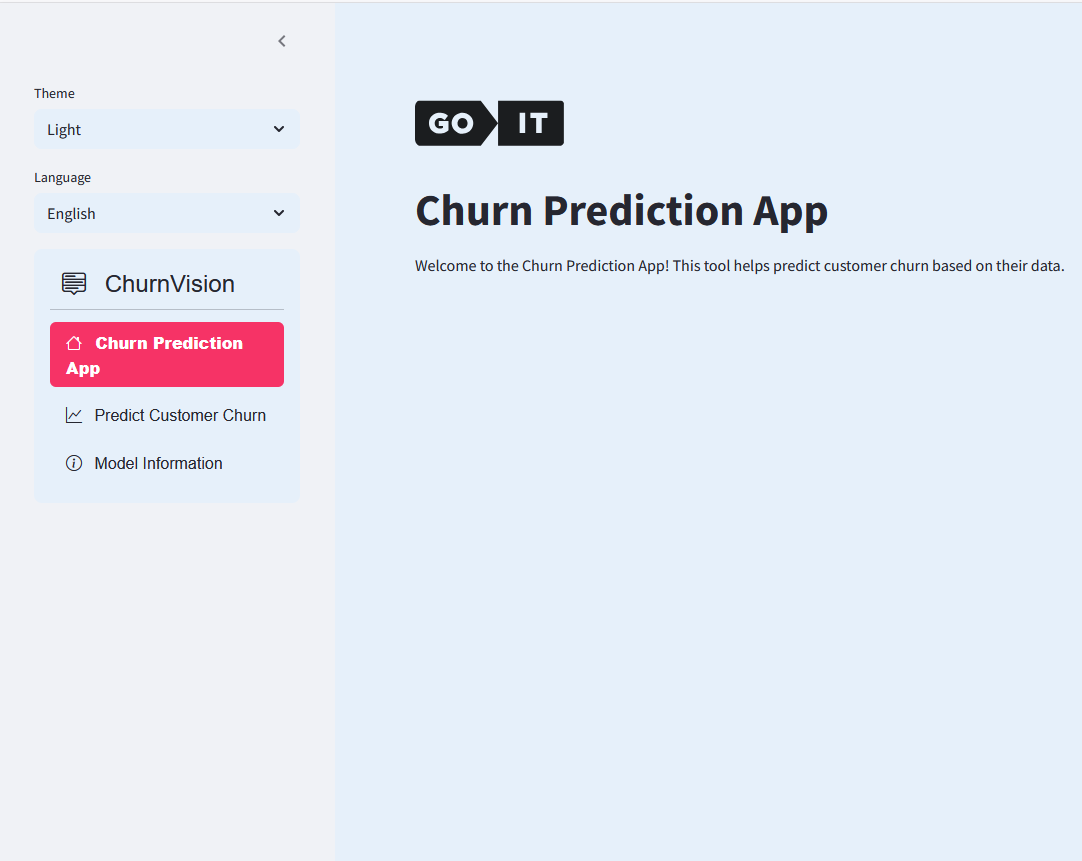 Theme
Light
Language
English
ChurnVision
Churn Prediction
App
Predict Customer Churn
Model Information
GO IT
Churn Prediction App
Welcome to the Churn Prediction App! This tool helps predict customer churn based on their data.